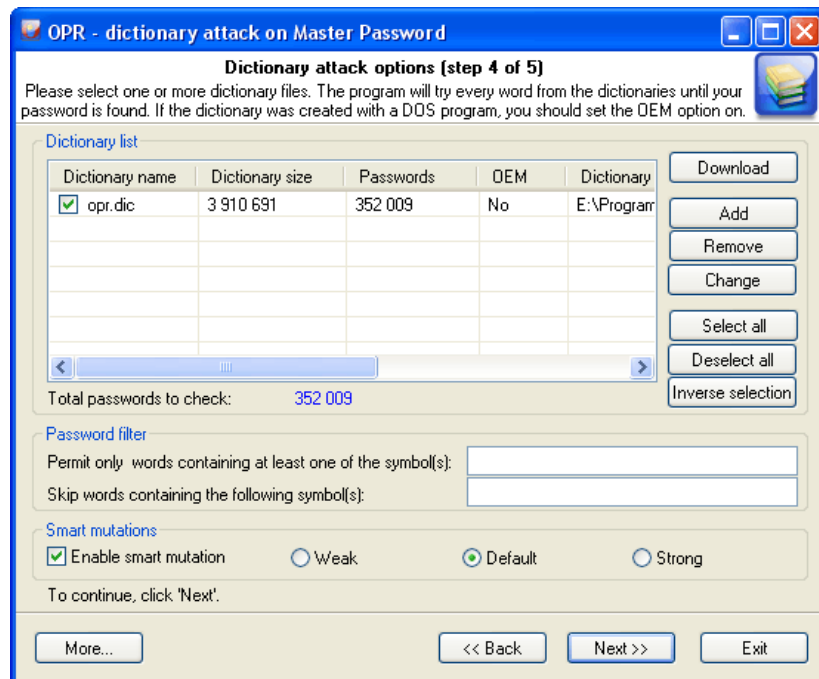 OPR - dictionary attack on Master Password
Dictionary attack options (step 4 of 5)
Please select one or more dictionary files. The program will try every word from the dictionaries until your
password is found. If the dictionary was created with a DOS program, you should set the OEM option on.
Dictionary list
Dictionary name Dictionary size Passwords OEM Dictionary
opr.dic 3 910 691 352 009 No E:\Program
Download
Add
Remove
Change
Select all
Deselect all
Inverse selection
Total passwords to check: 352 009
Password filter
Permit only words containing at least one of the symbol(s):
Skip words containing the following symbol(s):
Smart mutations
Enable smart mutation Weak Default Strong
To continue, click 'Next'.
More... << Back Next >> Exit